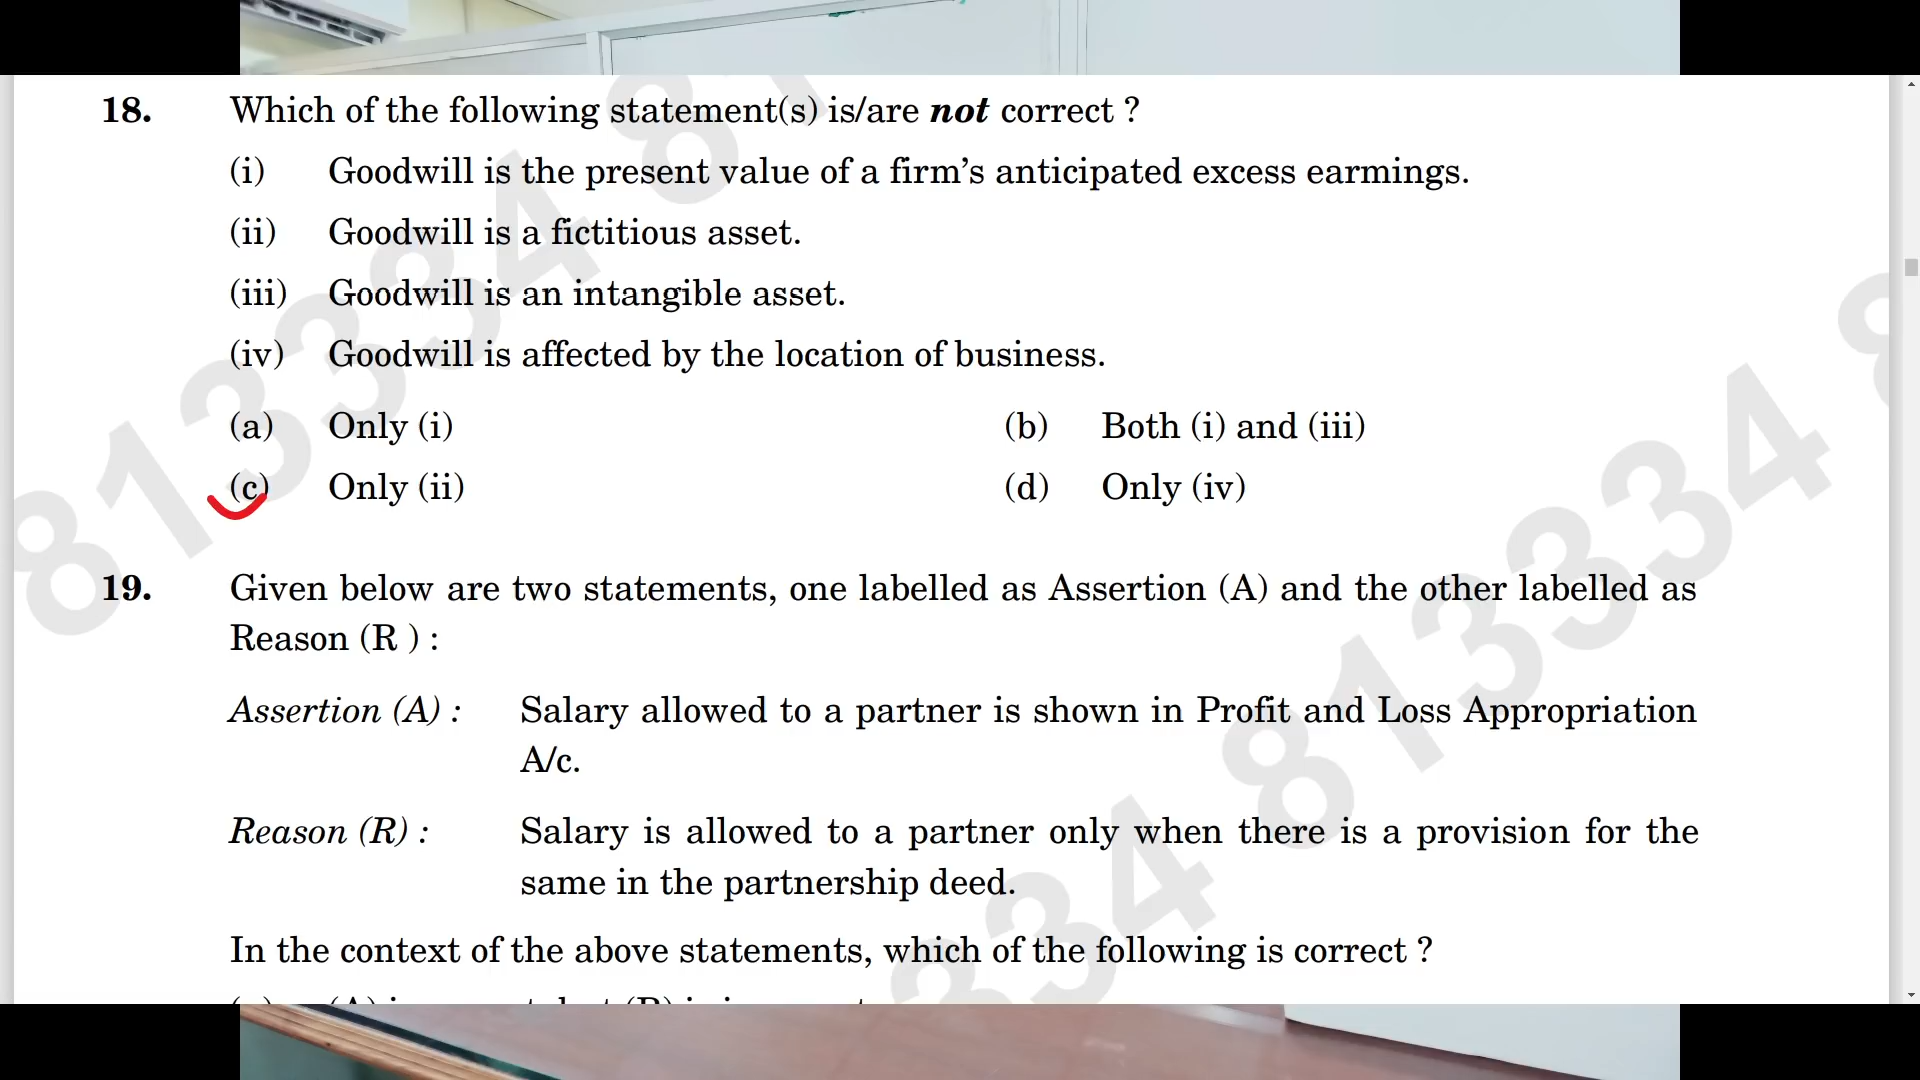 18. Which of the following statement(s) is/are not correct ?
(i) Goodwill is the present value of a firm's anticipated excess earmings.
(ii) Goodwill is a fictitious asset.
(iii) Goodwill is an intangible asset.
(iv) Goodwill is affected by the location of business.
(a) Only (i) (b) Both (i) and (iii)
(c) Only (ii) (d) Only (iv)
19. Given below are two statements, one labelled as Assertion (A) and the other labelled as
Reason (R ) :
Assertion (A) : Salary allowed to a partner is shown in Profit and Loss Appropriation
A/c.
Reason (R) : Salary is allowed to a partner only when there is a provision for the
same in the partnership deed.
In the context of the above statements, which of the following is correct ?
81334 81334